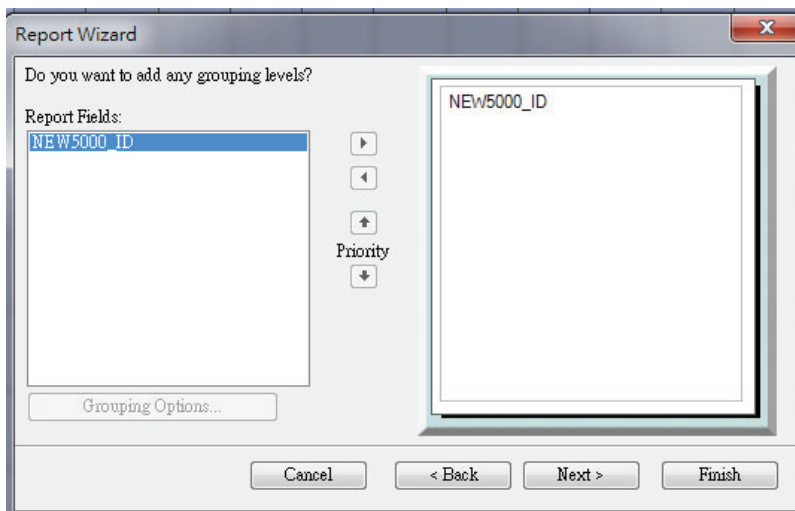 Report Wizard
Do you want to add any grouping levels?
Report Fields:
NEW5000_ID
NEW5000_ID
Priority
Grouping Options...
Cancel
< Back
Next >
Finish